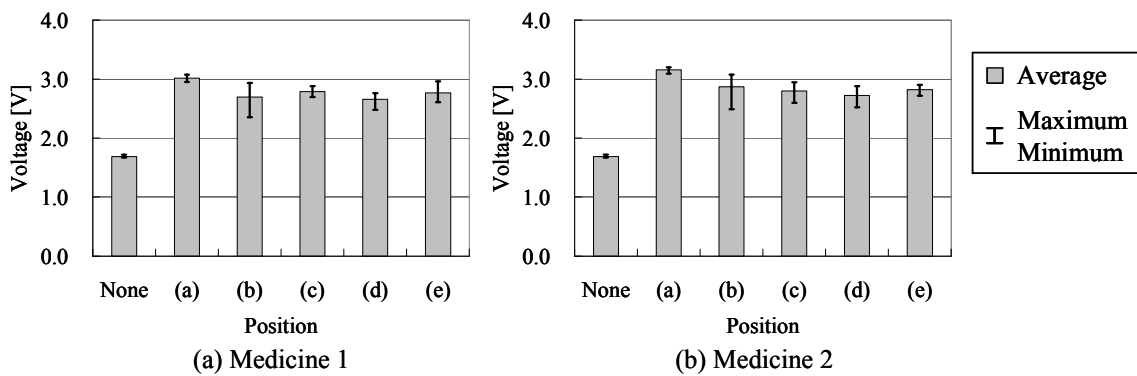 4.0
3.0
2.0
1.0
0.0
Voltage [V]
None (a) (b) (c) (d) (e)
Position
(a) Medicine 1
4.0
3.0
2.0
1.0
0.0
Voltage [V]
None (a) (b) (c) (d) (e)
Position
(b) Medicine 2
Average
Maximum
Minimum